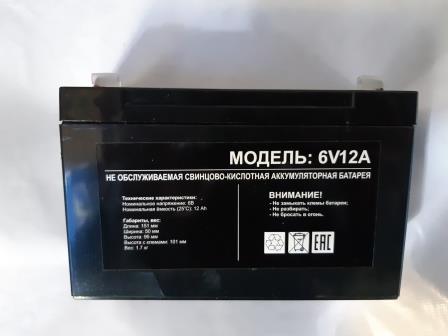 МОДЕЛЬ: 6V12A
НЕ ОБСЛУЖИВАЕМАЯ СВИНЦОВО-КИСЛОТНАЯ АККУМУЛЯТОРНАЯ БАТАРЕЯ
Технические характеристики:
Номинальное напряжение: 6В
Номинальная ёмкость (25°С): 12 Ah
Габариты, вес:
Длина: 151 мм
Ширина: 50 мм
Высота: 95 мм
Высота с клемами: 101 мм
Вес: 1.7 кг
ВНИМАНИЕ!
- Не замыкать клемы батареи;
- Не разбирать;
- Не бросать в огонь.
EAC